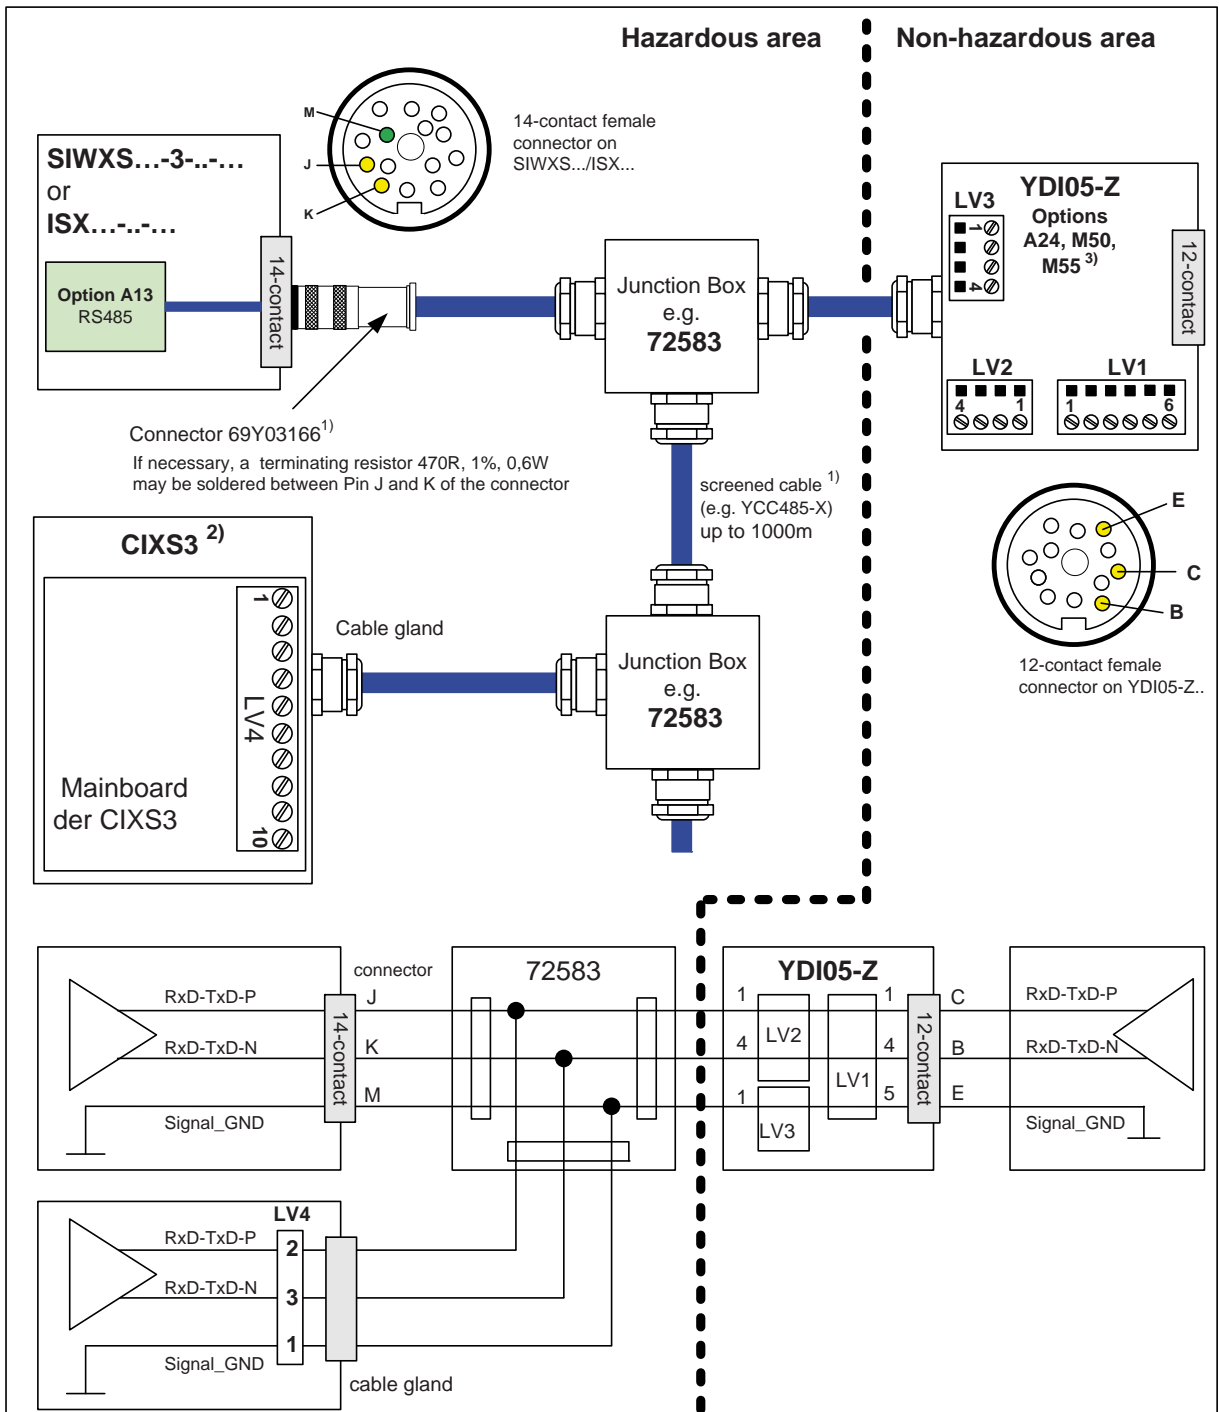 Hazardous area
Non-hazardous area
M
J
K
14-contact female
connector on
SIWXS.../ISX...
SIWXS...-3-..-...
or
ISX...-..-...
Option A13
RS485
14-contact
Junction Box
e.g.
72583
YDI05-Z
Options
A24, M50,
M55 3)
LV3
1
4
12-contact
LV2
4 1
LV1
1 6
Connector 69Y03166 1)
If necessary, a terminating resistor 470R, 1%, 0,6W
may be soldered between Pin J and K of the connector
screened cable 1)
(e.g. YCC485-X)
up to 1000m
E
C
B
12-contact female
connector on YDI05-Z..
CIXS3 2)
1
LV4
10
Mainboard
der CIXS3
Cable gland
Junction Box
e.g.
72583
connector
72583
YDI05-Z
RxD-TxD-P
J
1
1
C
RxD-TxD-P
14-contact
LV2
12-contact
RxD-TxD-N
K
4
4
B
RxD-TxD-N
LV1
M
1
5
E
Signal_GND
LV3
Signal_GND
LV4
RxD-TxD-P
2
RxD-TxD-N
3
1
Signal_GND
cable gland